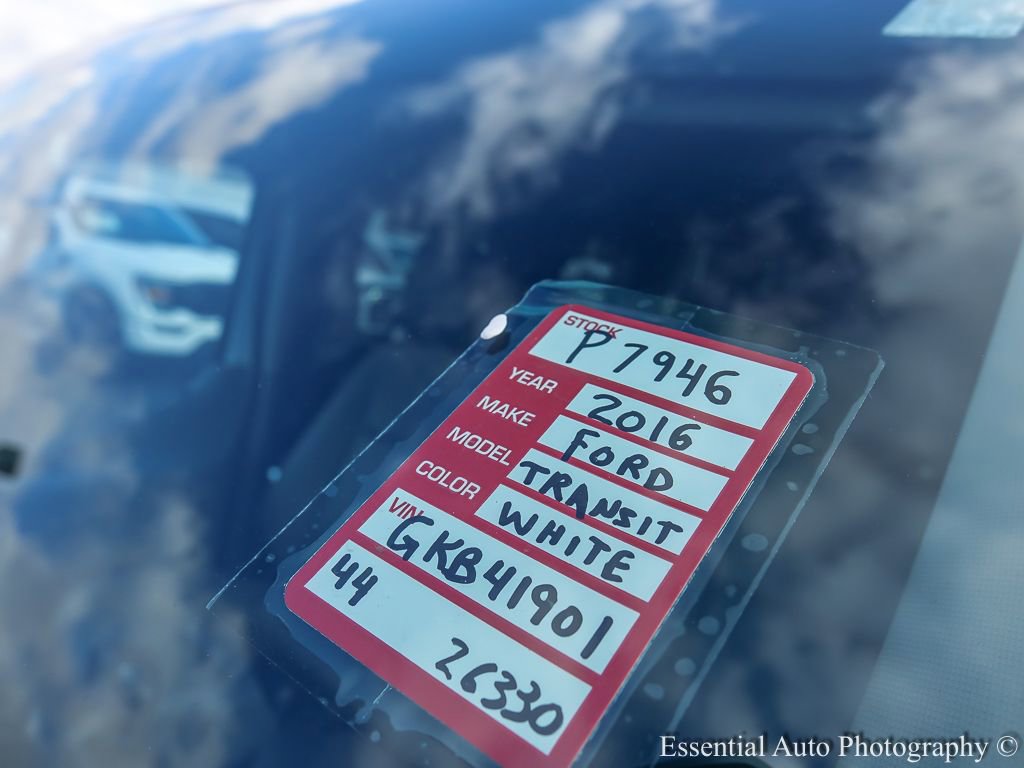 STOCK P7946
YEAR 2016
MAKE FORD
MODEL TRANSIT
COLOR WHITE
VIN GKB41901
44
26330
Essential Auto Photography ©